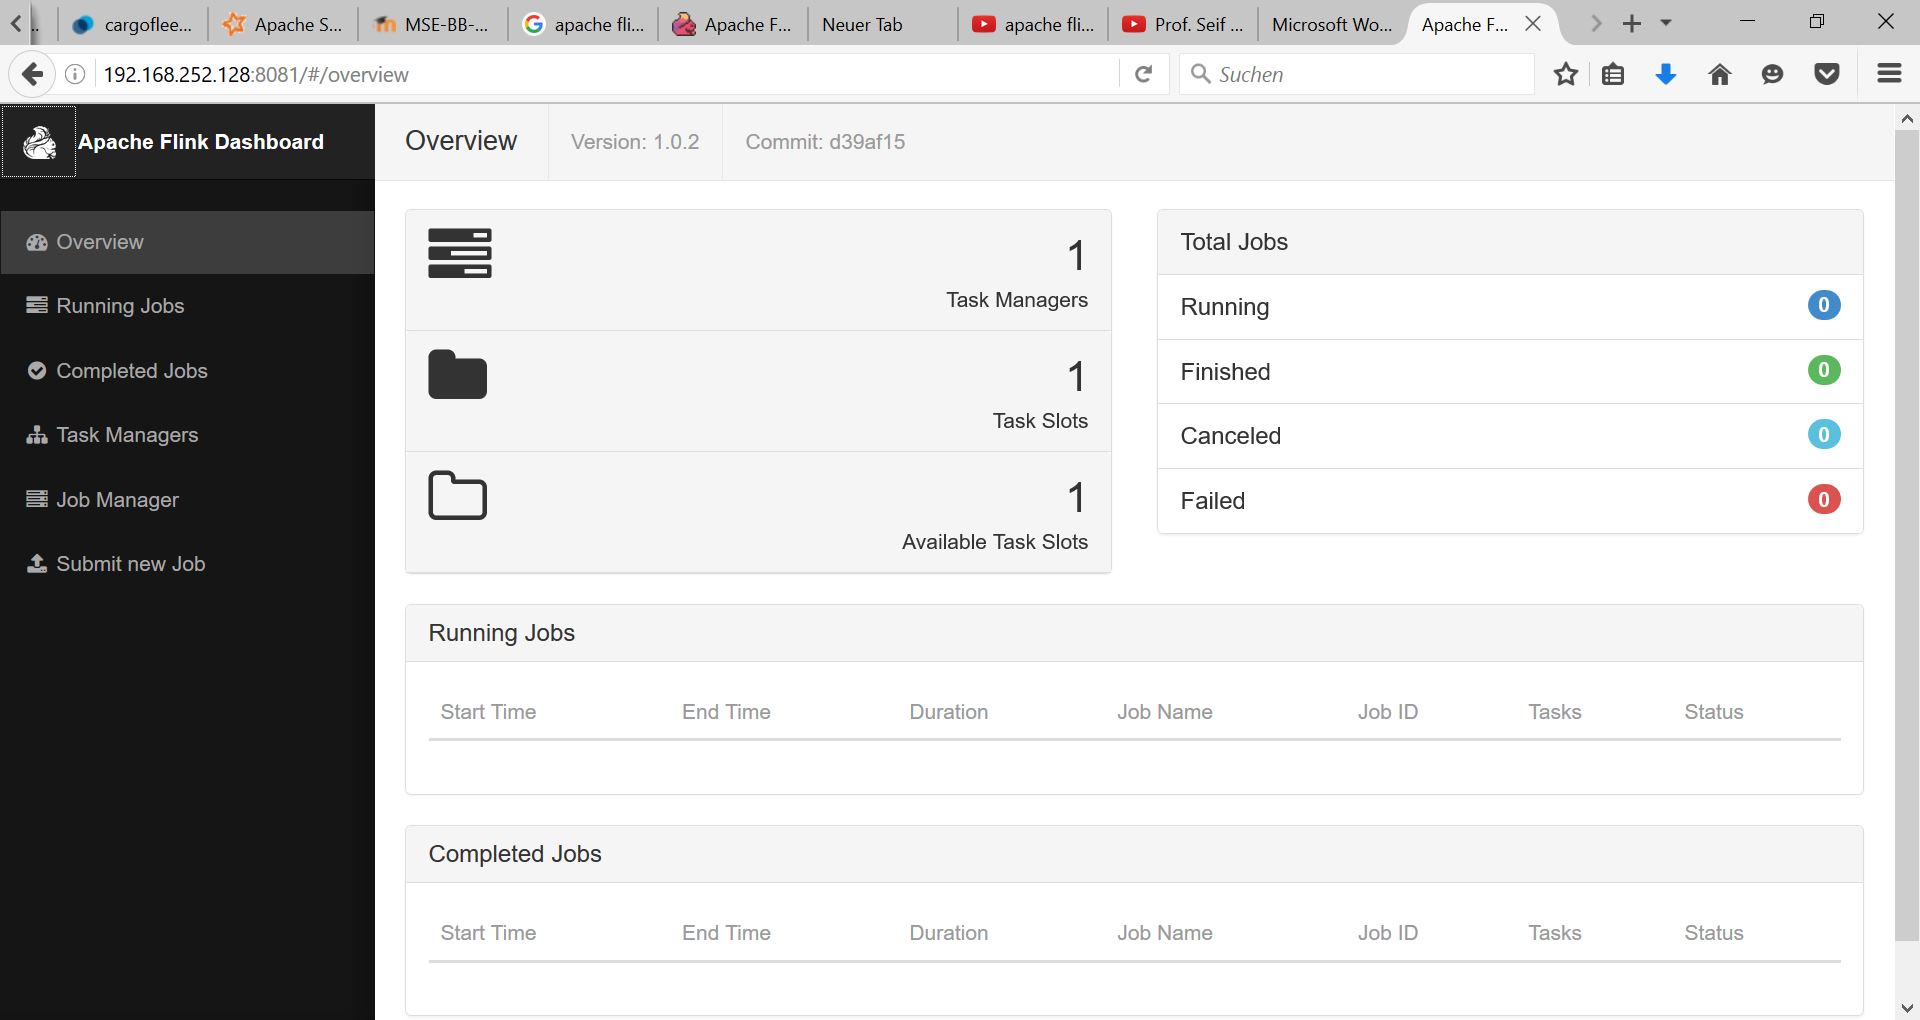 cargoflee...
Apache S...
MSE-BB-...
apache fli...
Apache F...
Neuer Tab
apache fli...
Prof. Seif ...
Microsoft Wo...
Apache F...
192.168.252.128:8081/#/overview
Suchen
Apache Flink Dashboard
Overview
Running Jobs
Completed Jobs
Task Managers
Job Manager
Submit new Job
Overview
Version: 1.0.2
Commit: d39af15
1
Task Managers
1
Task Slots
1
Available Task Slots
Total Jobs
Running 0
Finished 0
Canceled 0
Failed 0
Running Jobs
Start Time End Time Duration Job Name Job ID Tasks Status
Completed Jobs
Start Time End Time Duration Job Name Job ID Tasks Status